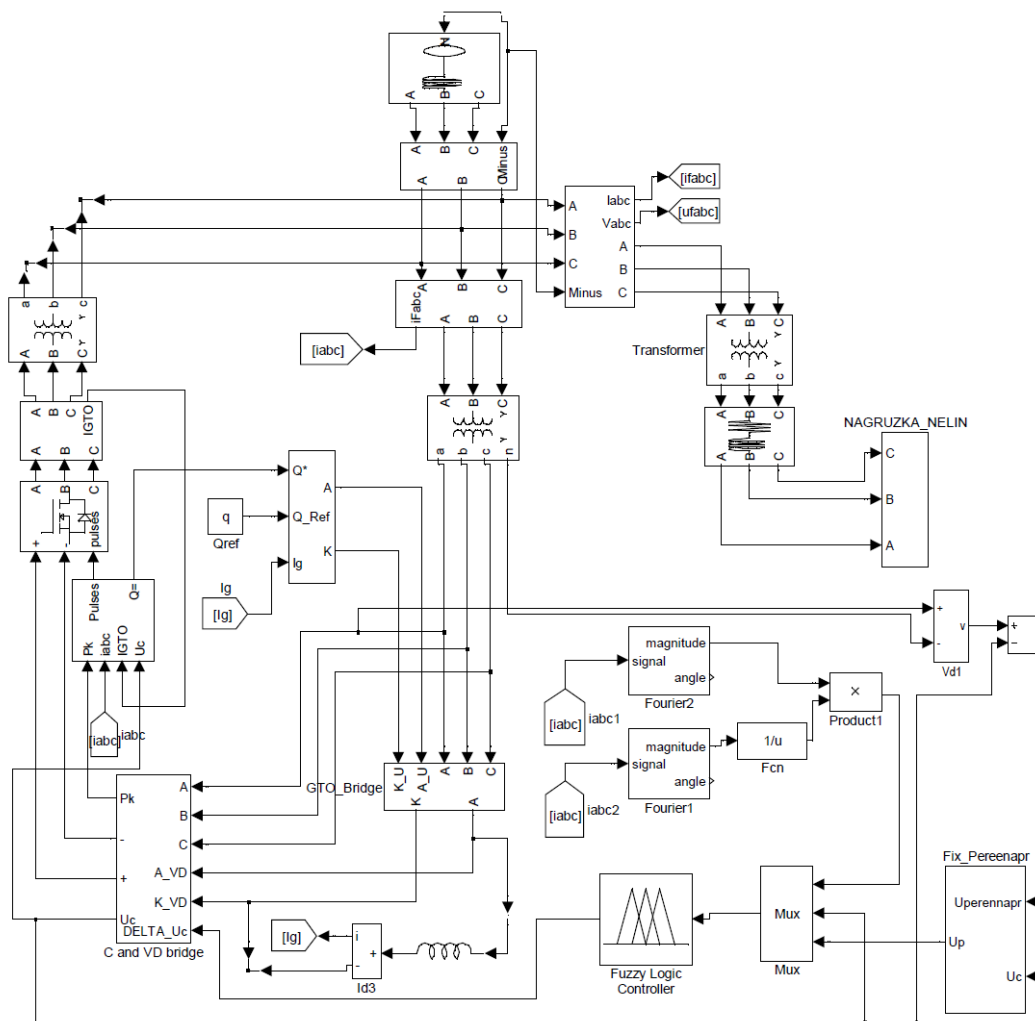 N
A B C
A B C Minus
A B C
A
B
C
Minus
Iabc
Vabc
A
B
C
[ifabc]
[ufabc]
a b c
Y
A B C Y
iFabc A B C
A B C
[iabc]
A B C
Y
a b c n
Y
Transformer
A B C
Y
a b c Y
A B C
A B C
NAGRUZKA_NELIN
C
B
A
A B C IGTO
A B C
A B C
+ - pulses
Pulses Q=
Pk iabc IGTO Uc
[iabc]
iabc
Q*
Q_Ref
Ig
A
K
q
Qref
Ig
[Ig]
+
-
v
Vd1
+
−
magnitude
signal
angle
Fourier2
[iabc]
iabc1
×
Product1
magnitude
signal
angle
Fourier1
1/u
Fcn
[iabc]
iabc2
GTO_Bridge
K_U A_U A B C
K A
Pk
-
+
Uc
A
B
C
A_VD
K_VD
DELTA_Uc
C and VD bridge
[Ig]
i
+
-
Id3
Fuzzy Logic
Controller
Mux
Mux
Fix_Pereenapr
Uperennapr
Up
Uc